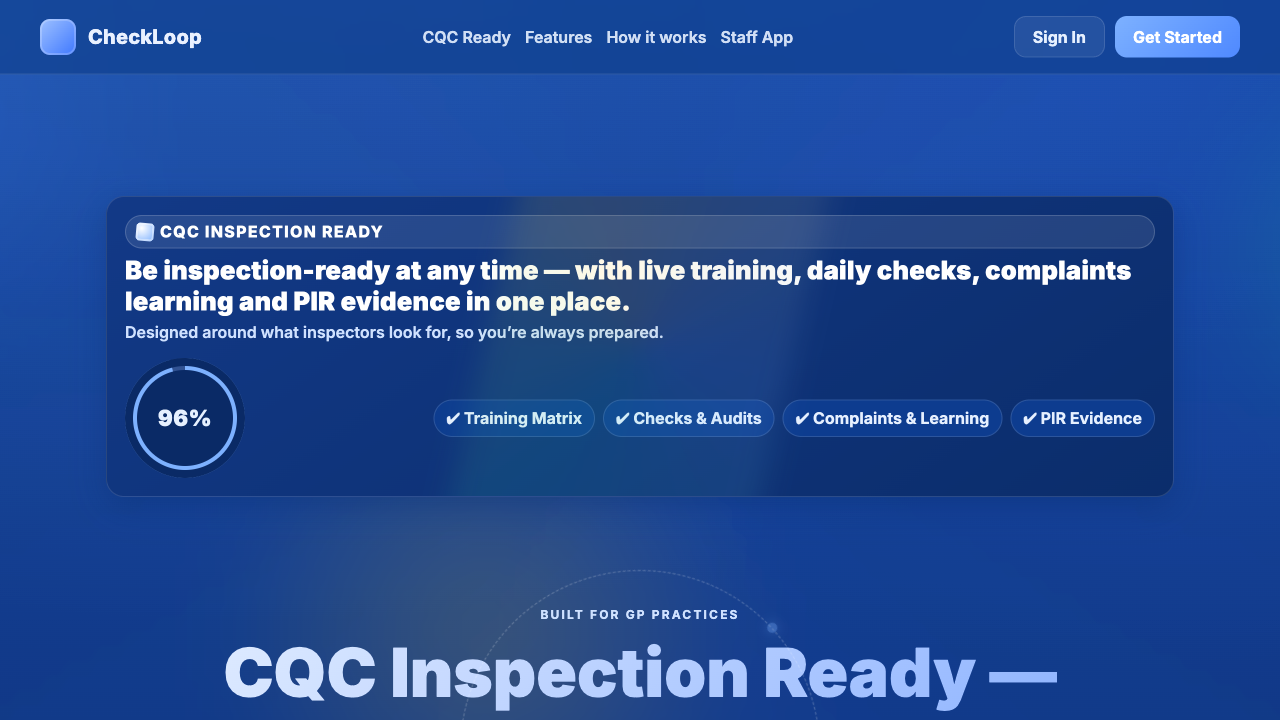 CheckLoop
CQC Ready Features How it works Staff App
Sign In
Get Started
CQC INSPECTION READY
Be inspection-ready at any time — with live training, daily checks, complaints
learning and PIR evidence in one place.
Designed around what inspectors look for, so you’re always prepared.
96%
✔ Training Matrix
✔ Checks & Audits
✔ Complaints & Learning
✔ PIR Evidence
BUILT FOR GP PRACTICES
CQC Inspection Ready —